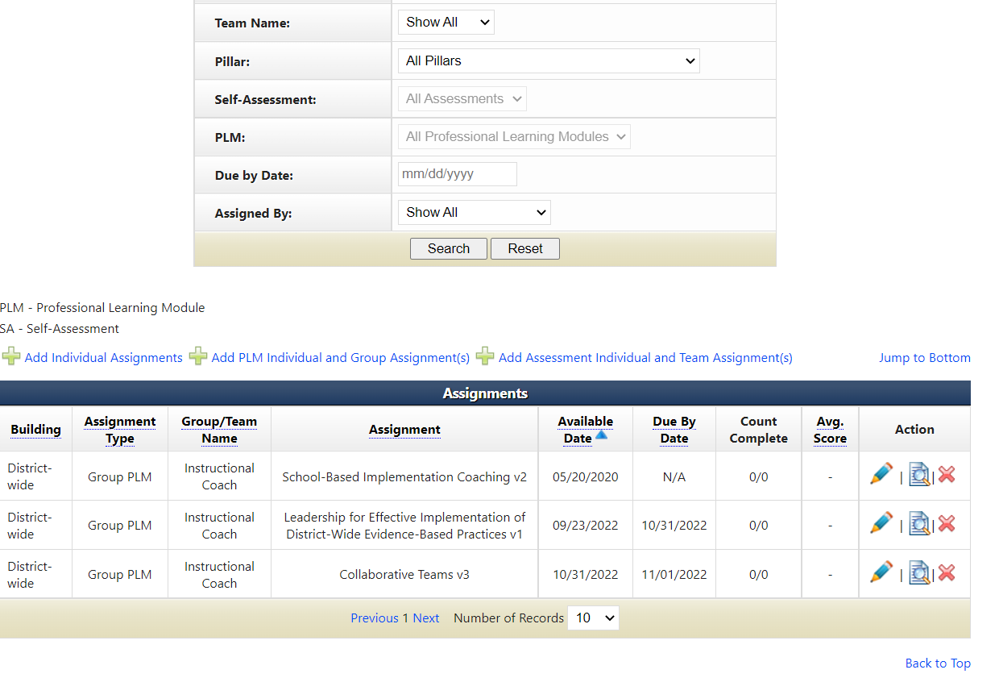 Team Name: Show All
Pillar: All Pillars
Self-Assessment: All Assessments
PLM: All Professional Learning Modules
Due by Date: mm/dd/yyyy
Assigned By: Show All
Search Reset
PLM - Professional Learning Module
SA - Self-Assessment
Add Individual Assignments Add PLM Individual and Group Assignment(s) Add Assessment Individual and Team Assignment(s) Jump to Bottom
Assignments
Building Assignment Type Group/Team Name Assignment Available Date Due By Date Count Complete Avg. Score Action
District-wide Group PLM Instructional Coach School-Based Implementation Coaching v2 05/20/2020 N/A 0/0 - | |
District-wide Group PLM Instructional Coach Leadership for Effective Implementation of District-Wide Evidence-Based Practices v1 09/23/2022 10/31/2022 0/0 - | |
District-wide Group PLM Instructional Coach Collaborative Teams v3 10/31/2022 11/01/2022 0/0 - | |
Previous 1 Next Number of Records 10
Back to Top